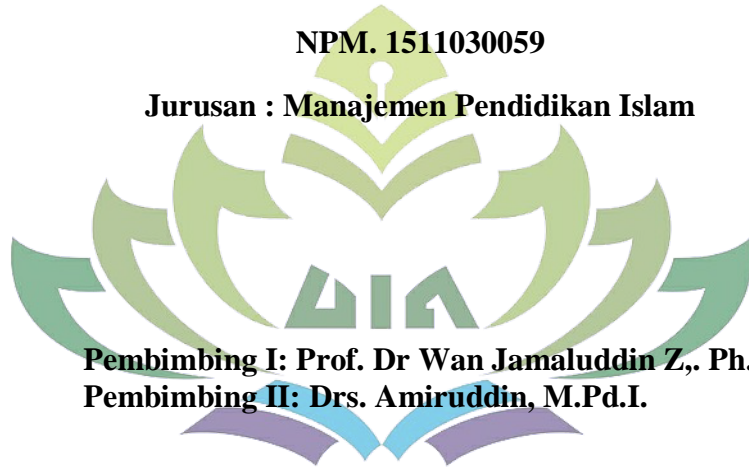 NPM. 1511030059
Jurusan : Manajemen Pendidikan Islam
UIN
Pembimbing I: Prof. Dr Wan Jamaluddin Z,. Ph.
Pembimbing II: Drs. Amiruddin, M.Pd.I.